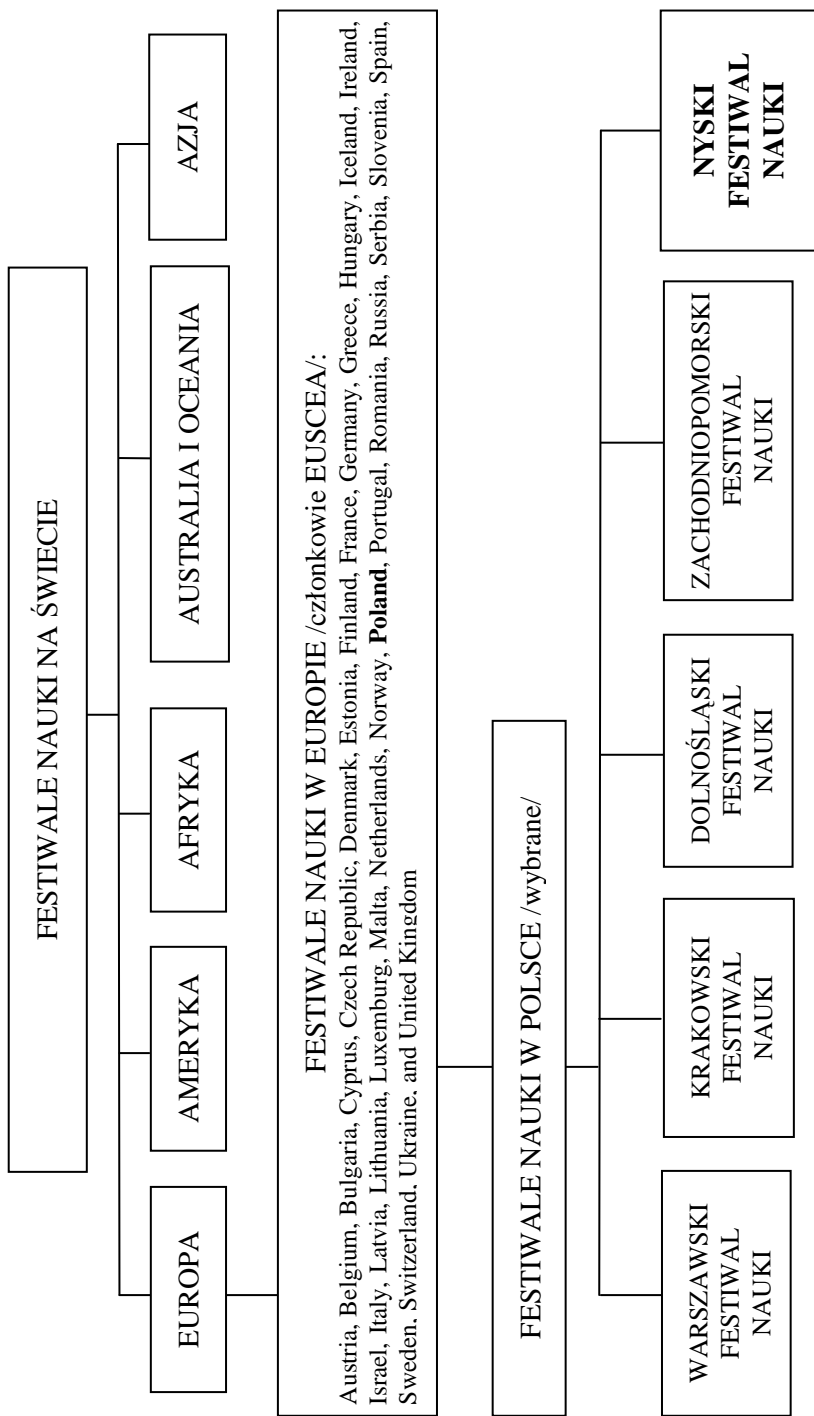 FESTIWALE NAUKI NA ŚWIECIE
EUROPA
AMERYKA
AFRYKA
AUSTRALIA I OCEANIA
AZJA
FESTIWALE NAUKI W EUROPIE /członkowie EUSCEA/:
Austria, Belgium, Bulgaria, Cyprus, Czech Republic, Denmark, Estonia, Finland, France, Germany, Greece, Hungary, Iceland, Ireland,
Israel, Italy, Latvia, Lithuania, Luxemburg, Malta, Netherlands, Norway, Poland, Portugal, Romania, Russia, Serbia, Slovenia, Spain,
Sweden, Switzerland, Ukraine, and United Kingdom
FESTIWALE NAUKI W POLSCE /wybrane/
WARSZAWSKI
FESTIWAL
NAUKI
KRAKOWSKI
FESTIWAL
NAUKI
DOLNOŚLĄSKI
FESTIWAL
NAUKI
ZACHODNIOPOMORSKI
FESTIWAL
NAUKI
NYSKI
FESTIWAL
NAUKI